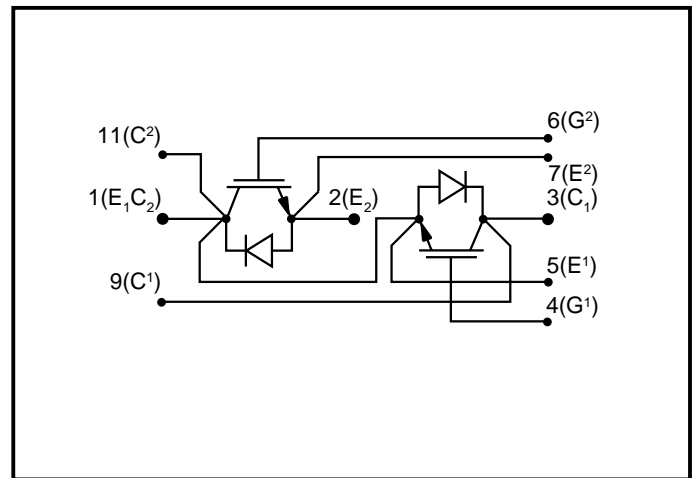 6(G²)
11(C²)
7(E²)
1(E₁C₂)
2(E₂)
3(C₁)
5(E¹)
9(C¹)
4(G¹)